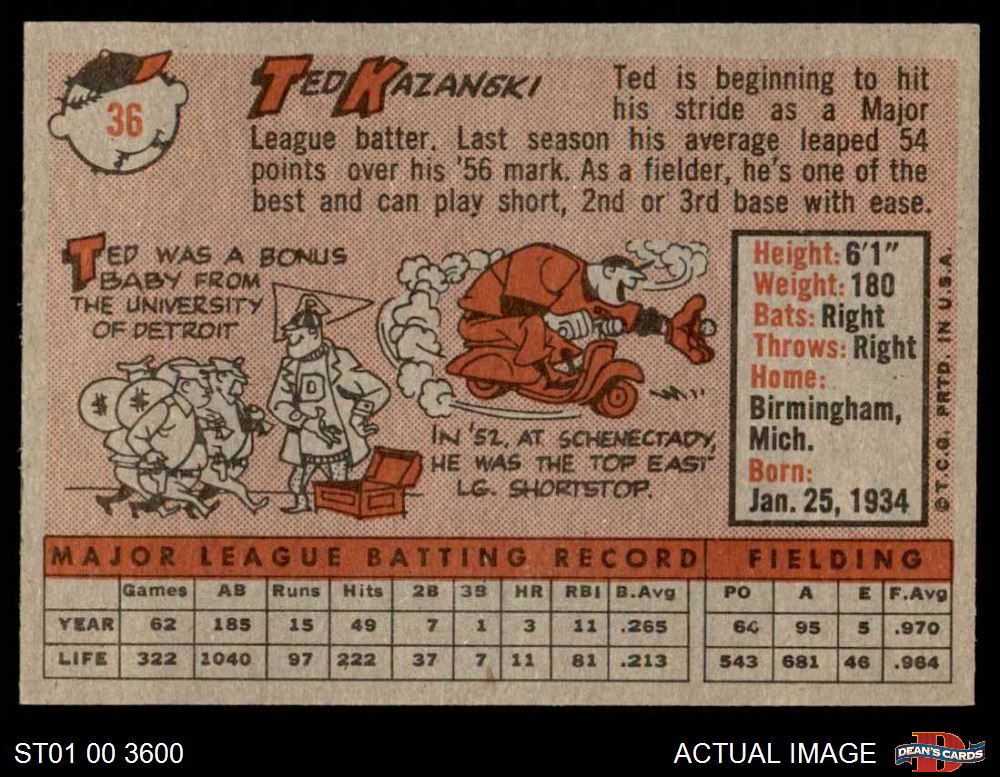 36
TED KAZANSKI
Ted is beginning to hit
his stride as a Major
League batter. Last season his average leaped 54
points over his '56 mark. As a fielder, he's one of the
best and can play short, 2nd or 3rd base with ease.
TED WAS A BONUS
BABY FROM
THE UNIVERSITY
OF DETROIT
D
IN '52, AT SCHENECTADY,
HE WAS THE TOP EAST
LG. SHORTSTOP.
Height: 6'1"
Weight: 180
Bats: Right
Throws: Right
Home:
Birmingham,
Mich.
Born:
Jan. 25, 1934
©T.C.G. PRTD. IN U.S.A.
MAJOR LEAGUE BATTING RECORD FIELDING
Games AB Runs Hits 2B 3B HR RBI B.Avg PO A E F.Avg
YEAR 62 185 15 49 7 1 3 11 .265 64 95 5 .970
LIFE 322 1040 97 222 37 7 11 81 .213 543 681 46 .964
ST01 00 3600
ACTUAL IMAGE
D
DEAN'S CARDS